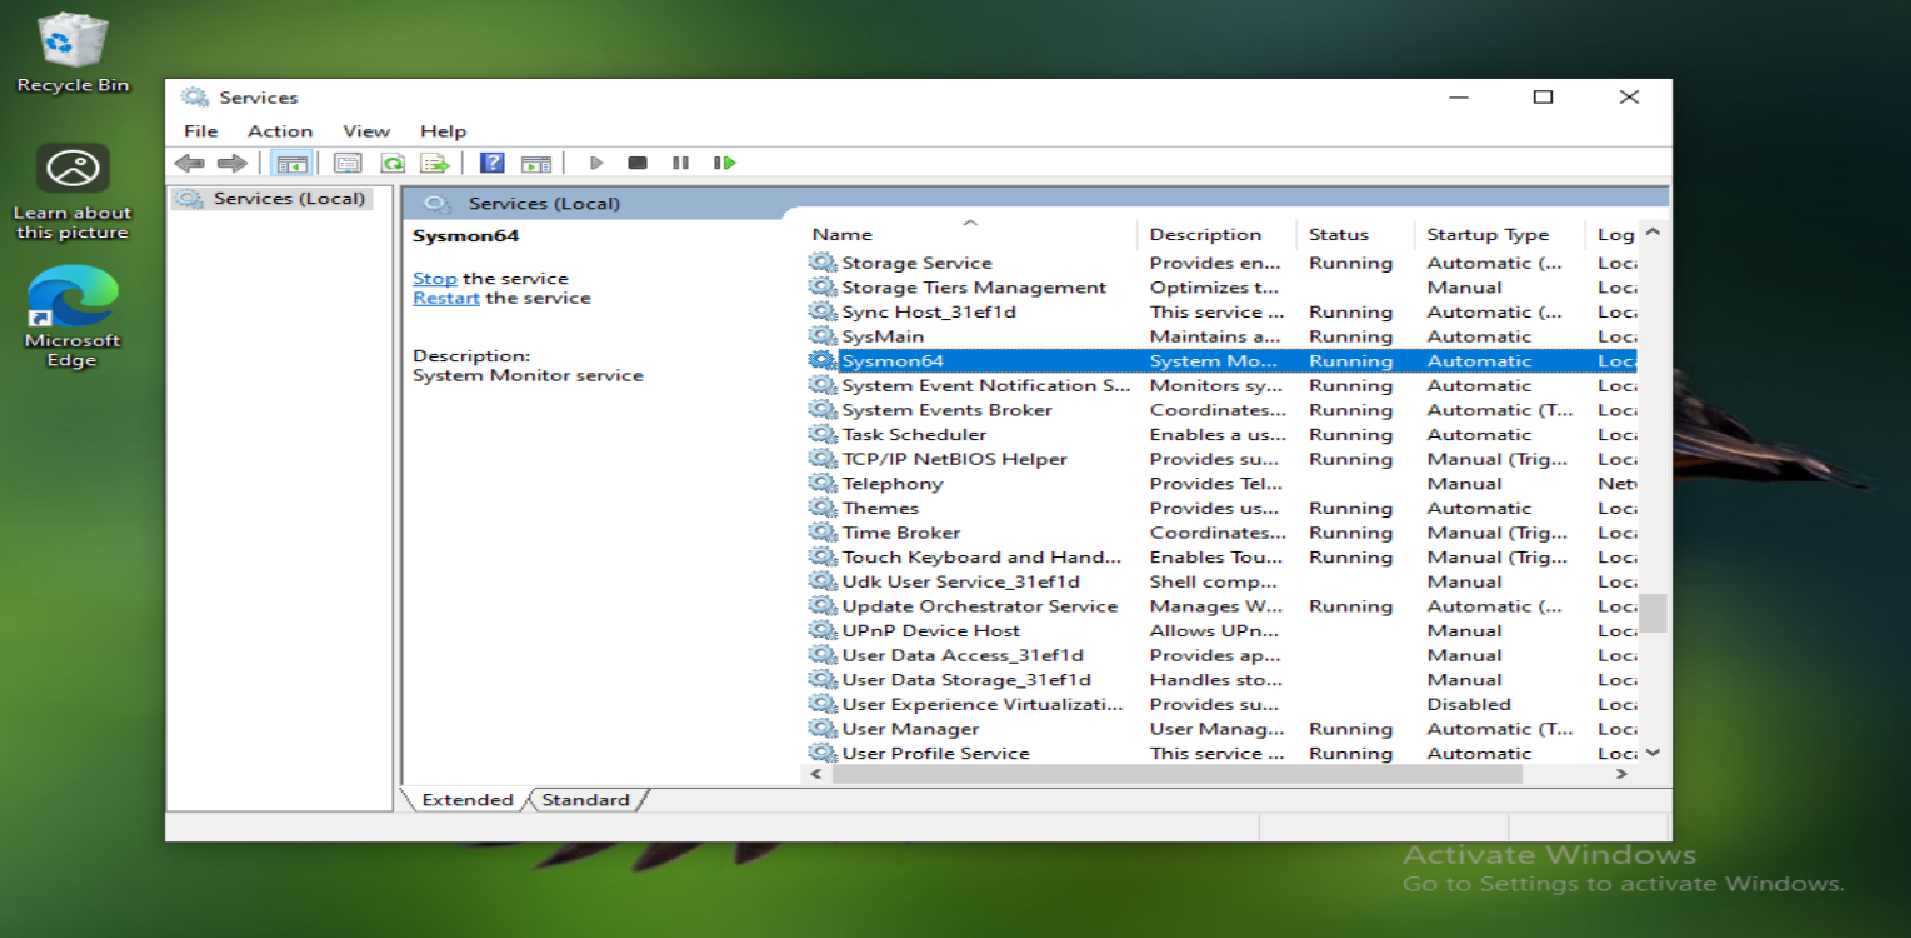 Recycle Bin
Learn about
this picture
Microsoft
Edge
Services
File Action View Help
Services (Local)
Services (Local)
Sysmon64
Stop the service
Restart the service
Description:
System Monitor service
Name Description Status Startup Type Log
Storage Service Provides en... Running Automatic (... Loc
Storage Tiers Management Optimizes t... Manual Loc
Sync Host_31ef1d This service ... Running Automatic (... Loc
SysMain Maintains a... Running Automatic Loc
Sysmon64 System Mo... Running Automatic Loc
System Event Notification S... Monitors sy... Running Automatic Loc
System Events Broker Coordinates... Running Automatic (T... Loc
Task Scheduler Enables a us... Running Automatic Loc
TCP/IP NetBIOS Helper Provides su... Running Manual (Trig... Loc
Telephony Provides Tel... Manual Net
Themes Provides us... Running Automatic Loc
Time Broker Coordinates... Running Manual (Trig... Loc
Touch Keyboard and Hand... Enables Tou... Running Manual (Trig... Loc
Udk User Service_31ef1d Shell comp... Manual Loc
Update Orchestrator Service Manages W... Running Automatic (... Loc
UPnP Device Host Allows UPn... Manual Loc
User Data Access_31ef1d Provides ap... Manual Loc
User Data Storage_31ef1d Handles sto... Manual Loc
User Experience Virtualizati... Provides su... Disabled Loc
User Manager User Manag... Running Automatic (T... Loc
User Profile Service This service ... Running Automatic Loc
Extended Standard
Activate Windows
Go to Settings to activate Windows.